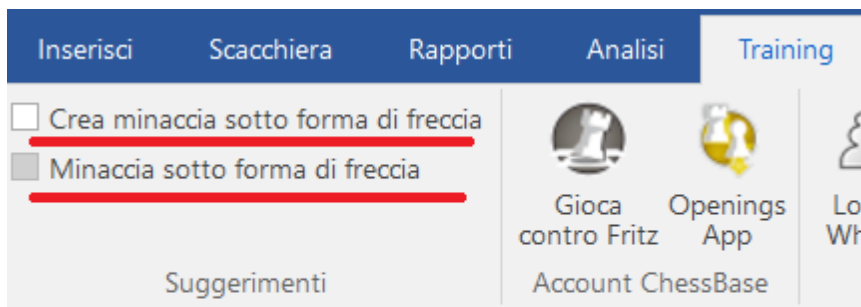 Inserisci Scacchiera Rapporti Analisi Training
Crea minaccia sotto forma di freccia
Minaccia sotto forma di freccia
Gioca
contro Fritz
Openings
App
Suggerimenti
Account ChessBase